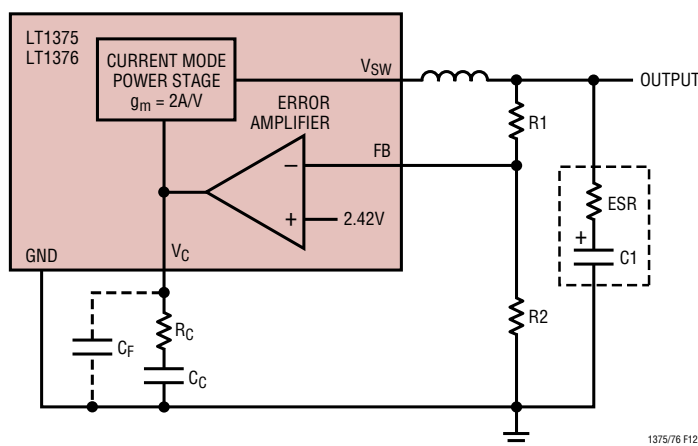 LT1375
LT1376
CURRENT MODE
POWER STAGE
gm = 2A/V
VSW
OUTPUT
ERROR
AMPLIFIER
R1
FB
–
+
2.42V
ESR
+
C1
GND
VC
R2
RC
CF
CC
1375/76 F12